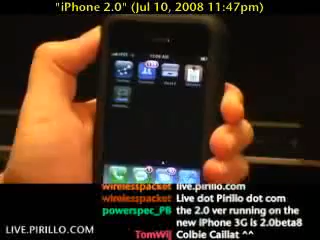 "iPhone 2.0" (Jul 10, 2008 11:47pm)
wirelesspacket live.pirillo.com
wirelesspacket Live dot Pirillo dot com
powerspec_PB the 2.0 ver running on the
new iPhone 3G is 2.0beta8
TomWij Colbie Caillat ^^
LIVE.PIRILLO.COM